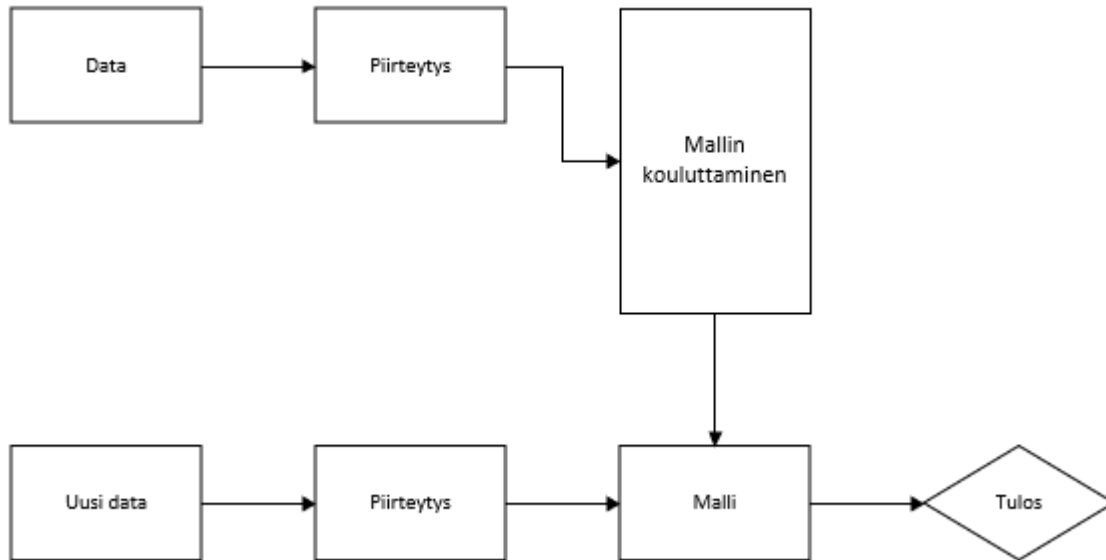 Data
Piirteytys
Mallin
kouluttaminen
Uusi data
Piirteytys
Malli
Tulos